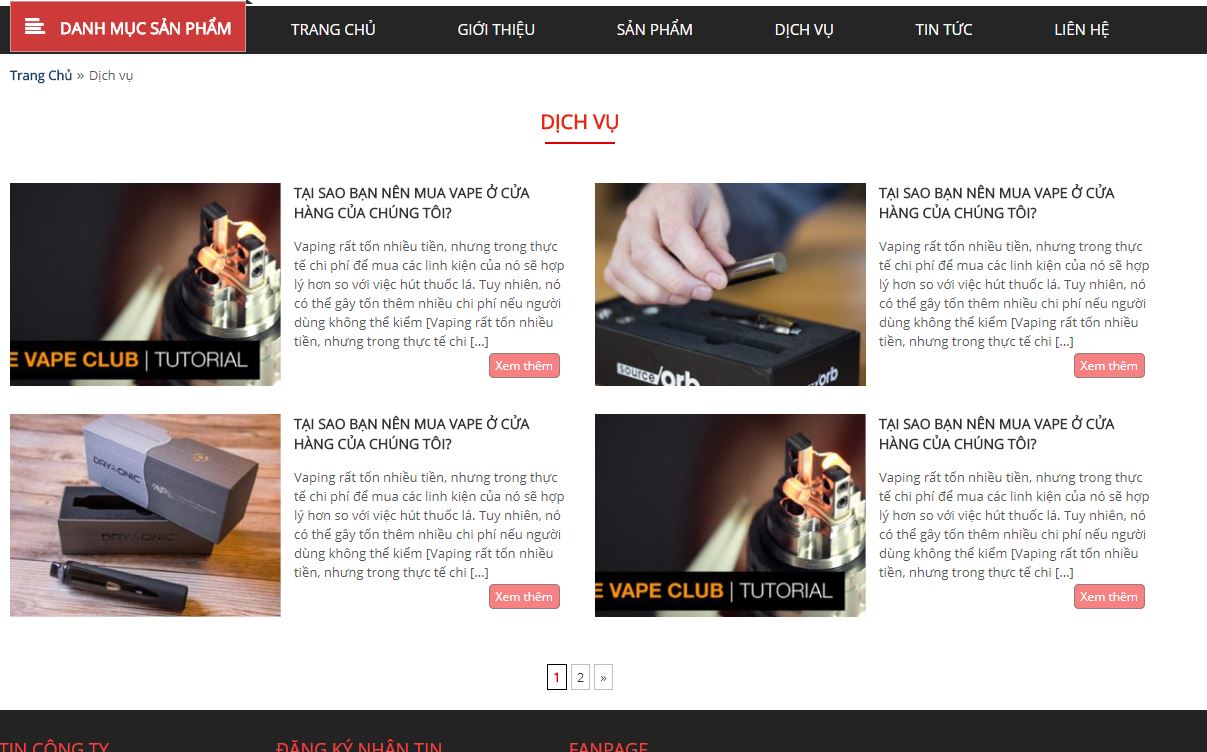 DANH MỤC SẢN PHẨM
TRANG CHỦ
GIỚI THIỆU
SẢN PHẨM
DỊCH VỤ
TIN TỨC
LIÊN HỆ
Trang Chủ » Dịch vụ
DỊCH VỤ
E VAPE CLUB | TUTORIAL
TẠI SAO BẠN NÊN MUA VAPE Ở CỬA
HÀNG CỦA CHÚNG TÔI?
Vaping rất tốn nhiều tiền, nhưng trong thực
tế chi phí để mua các linh kiện của nó sẽ hợp
lý hơn so với việc hút thuốc lá. Tuy nhiên, nó
có thể gây tốn thêm nhiều chi phí nếu người
dùng không thể kiểm [Vaping rất tốn nhiều
tiền, nhưng trong thực tế chi [...]
Xem thêm
source/orb
/orb
TẠI SAO BẠN NÊN MUA VAPE Ở CỬA
HÀNG CỦA CHÚNG TÔI?
Vaping rất tốn nhiều tiền, nhưng trong thực
tế chi phí để mua các linh kiện của nó sẽ hợp
lý hơn so với việc hút thuốc lá. Tuy nhiên, nó
có thể gây tốn thêm nhiều chi phí nếu người
dùng không thể kiểm [Vaping rất tốn nhiều
tiền, nhưng trong thực tế chi [...]
Xem thêm
TẠI SAO BẠN NÊN MUA VAPE Ở CỬA
HÀNG CỦA CHÚNG TÔI?
Vaping rất tốn nhiều tiền, nhưng trong thực
tế chi phí để mua các linh kiện của nó sẽ hợp
lý hơn so với việc hút thuốc lá. Tuy nhiên, nó
có thể gây tốn thêm nhiều chi phí nếu người
dùng không thể kiểm [Vaping rất tốn nhiều
tiền, nhưng trong thực tế chi [...]
Xem thêm
E VAPE CLUB | TUTORIAL
TẠI SAO BẠN NÊN MUA VAPE Ở CỬA
HÀNG CỦA CHÚNG TÔI?
Vaping rất tốn nhiều tiền, nhưng trong thực
tế chi phí để mua các linh kiện của nó sẽ hợp
lý hơn so với việc hút thuốc lá. Tuy nhiên, nó
có thể gây tốn thêm nhiều chi phí nếu người
dùng không thể kiểm [Vaping rất tốn nhiều
tiền, nhưng trong thực tế chi [...]
Xem thêm
1 2 »
TIN CÔNG TY
ĐĂNG KÝ NHẬN TIN
FANPAGE